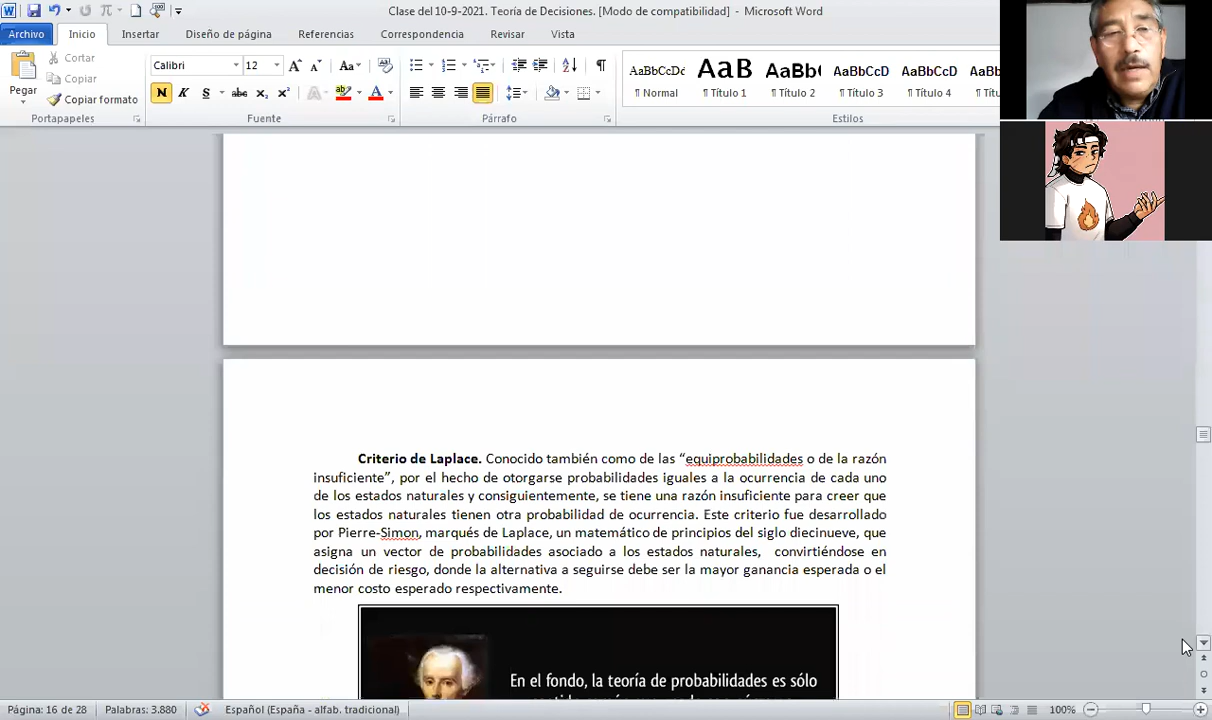 Clase del 10-9-2021. Teoría de Decisiones. [Modo de compatibilidad] - Microsoft Word
Archivo Inicio Insertar Diseño de página Referencias Correspondencia Revisar Vista
Pegar
Cortar
Copiar
Copiar formato
Portapapeles
Calibri 12
N K S abc x₂ x²
Fuente
Párrafo
AaBbCcDc AaB AaBbC AaBbCcD AaBbCcD AaBb
¶ Normal ¶ Título 1 ¶ Título 2 ¶ Título 3 ¶ Título 4
Estilos
Criterio de Laplace. Conocido también como de las “equiprobabilidades o de la razón
insuficiente”, por el hecho de otorgarse probabilidades iguales a la ocurrencia de cada uno
de los estados naturales y consiguientemente, se tiene una razón insuficiente para creer que
los estados naturales tienen otra probabilidad de ocurrencia. Este criterio fue desarrollado
por Pierre-Simon, marqués de Laplace, un matemático de principios del siglo diecinueve, que
asigna un vector de probabilidades asociado a los estados naturales, convirtiéndose en
decisión de riesgo, donde la alternativa a seguirse debe ser la mayor ganancia esperada o el
menor costo esperado respectivamente.
En el fondo, la teoría de probabilidades es sólo
Página: 16 de 28 Palabras: 3.880 Español (España - alfab. tradicional) 100%